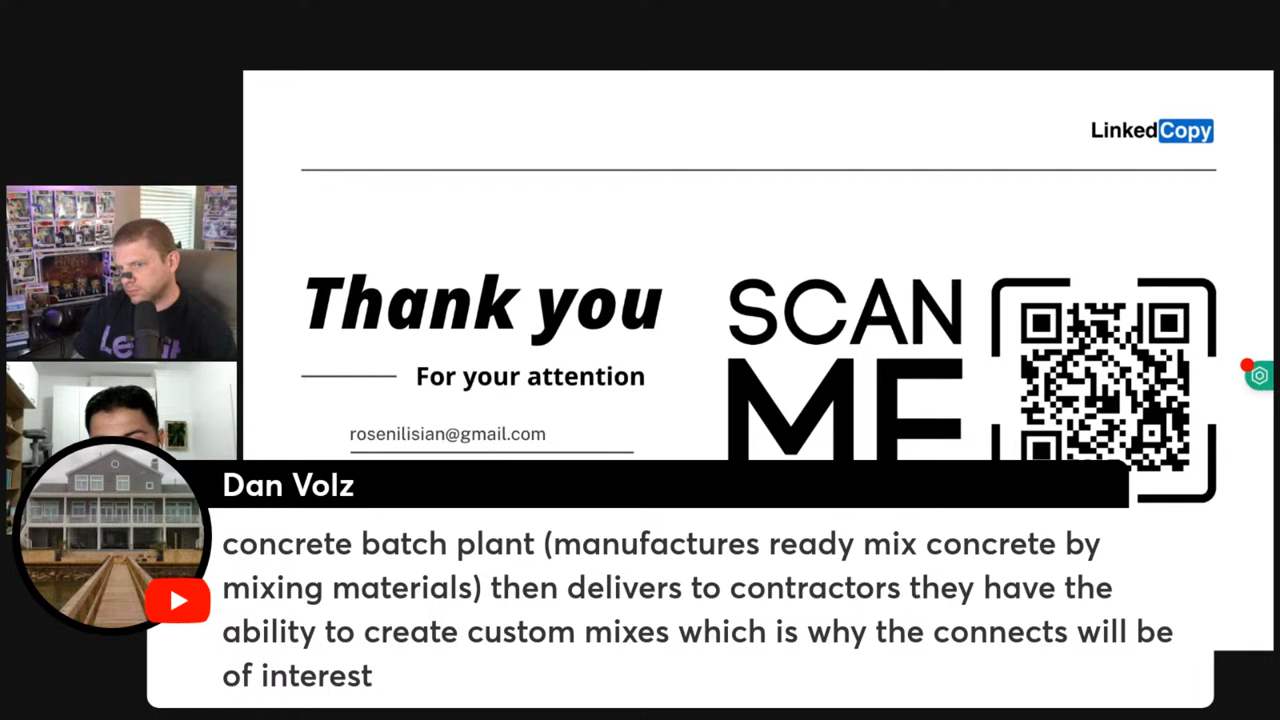 LinkedCopy
Thank you
For your attention
rosenilisian@gmail.com
SCAN
ME
Dan Volz
concrete batch plant (manufactures ready mix concrete by
mixing materials) then delivers to contractors they have the
ability to create custom mixes which is why the connects will be
of interest